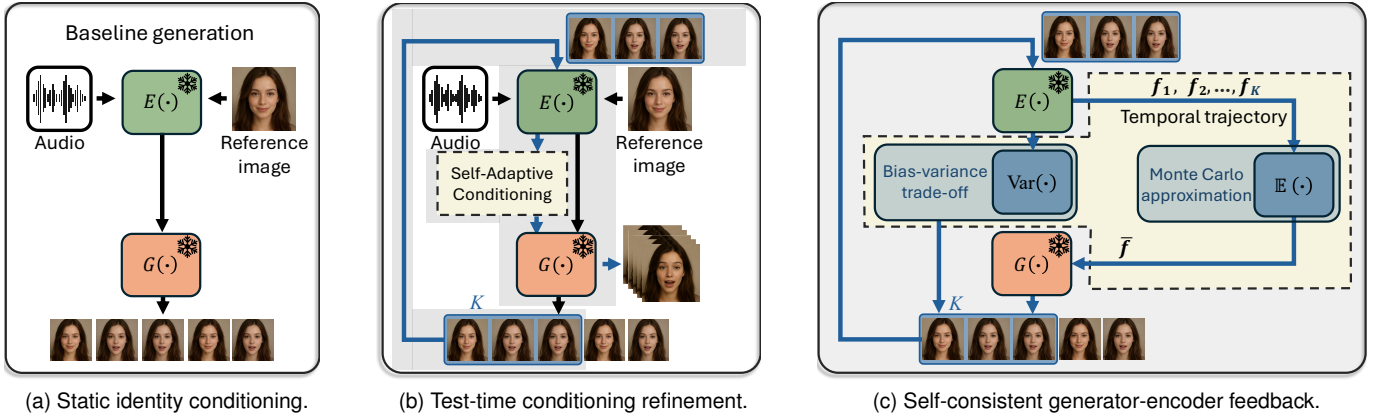 Baseline generation
E(·)
Audio
Reference
image
G(·)
(a) Static identity conditioning.
E(·)
Audio
Reference
image
Self-Adaptive
Conditioning
G(·)
K
(b) Test-time conditioning refinement.
E(·)
f₁, f₂,…,f_K
Temporal trajectory
Bias-variance
trade-off
Var(·)
Monte Carlo
approximation
𝔼(·)
G(·)
f̄
K
(c) Self-consistent generator-encoder feedback.